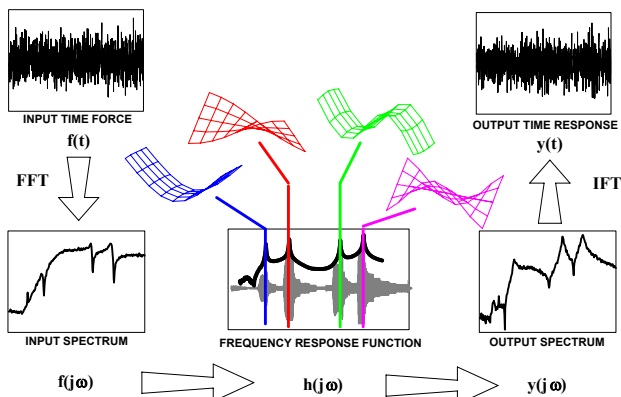 INPUT TIME FORCE
f(t)
FFT
OUTPUT TIME RESPONSE
y(t)
IFT
INPUT SPECTRUM
FREQUENCY RESPONSE FUNCTION
OUTPUT SPECTRUM
f(jω)
h(jω)
y(jω)